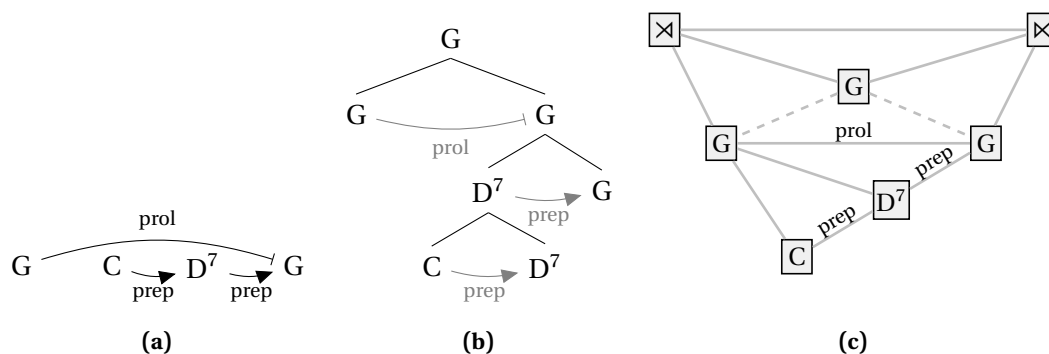 prol
G C D⁷ G
prep prep
(a)
G
G G
prol
D⁷ G
prep
C D⁷
prep
(b)
⋊ ⋉
G
G prol G
prep
D⁷
prep
C
(c)